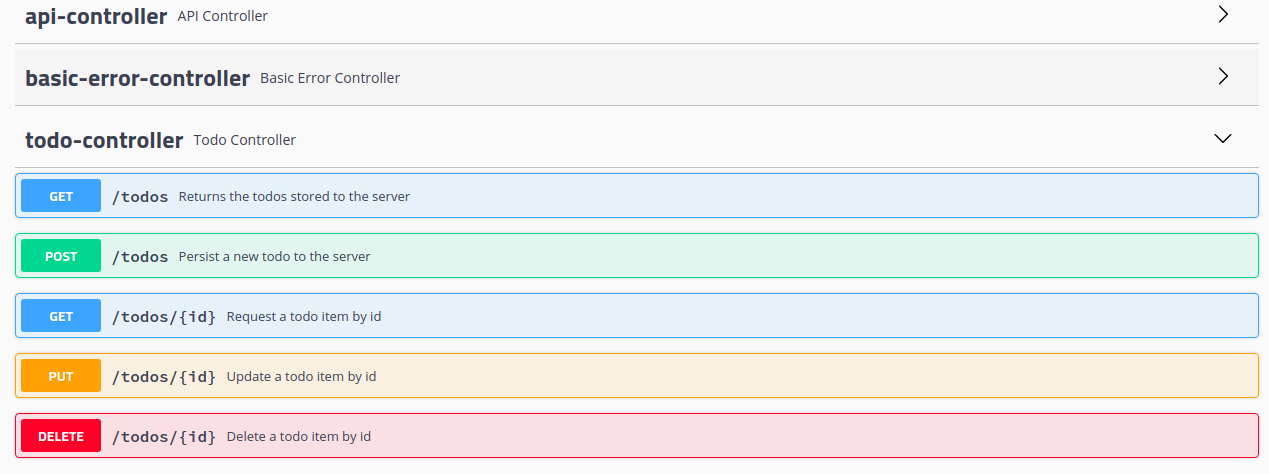 api-controller API Controller
basic-error-controller Basic Error Controller
todo-controller Todo Controller
GET /todos Returns the todos stored to the server
POST /todos Persist a new todo to the server
GET /todos/{id} Request a todo item by id
PUT /todos/{id} Update a todo item by id
DELETE /todos/{id} Delete a todo item by id